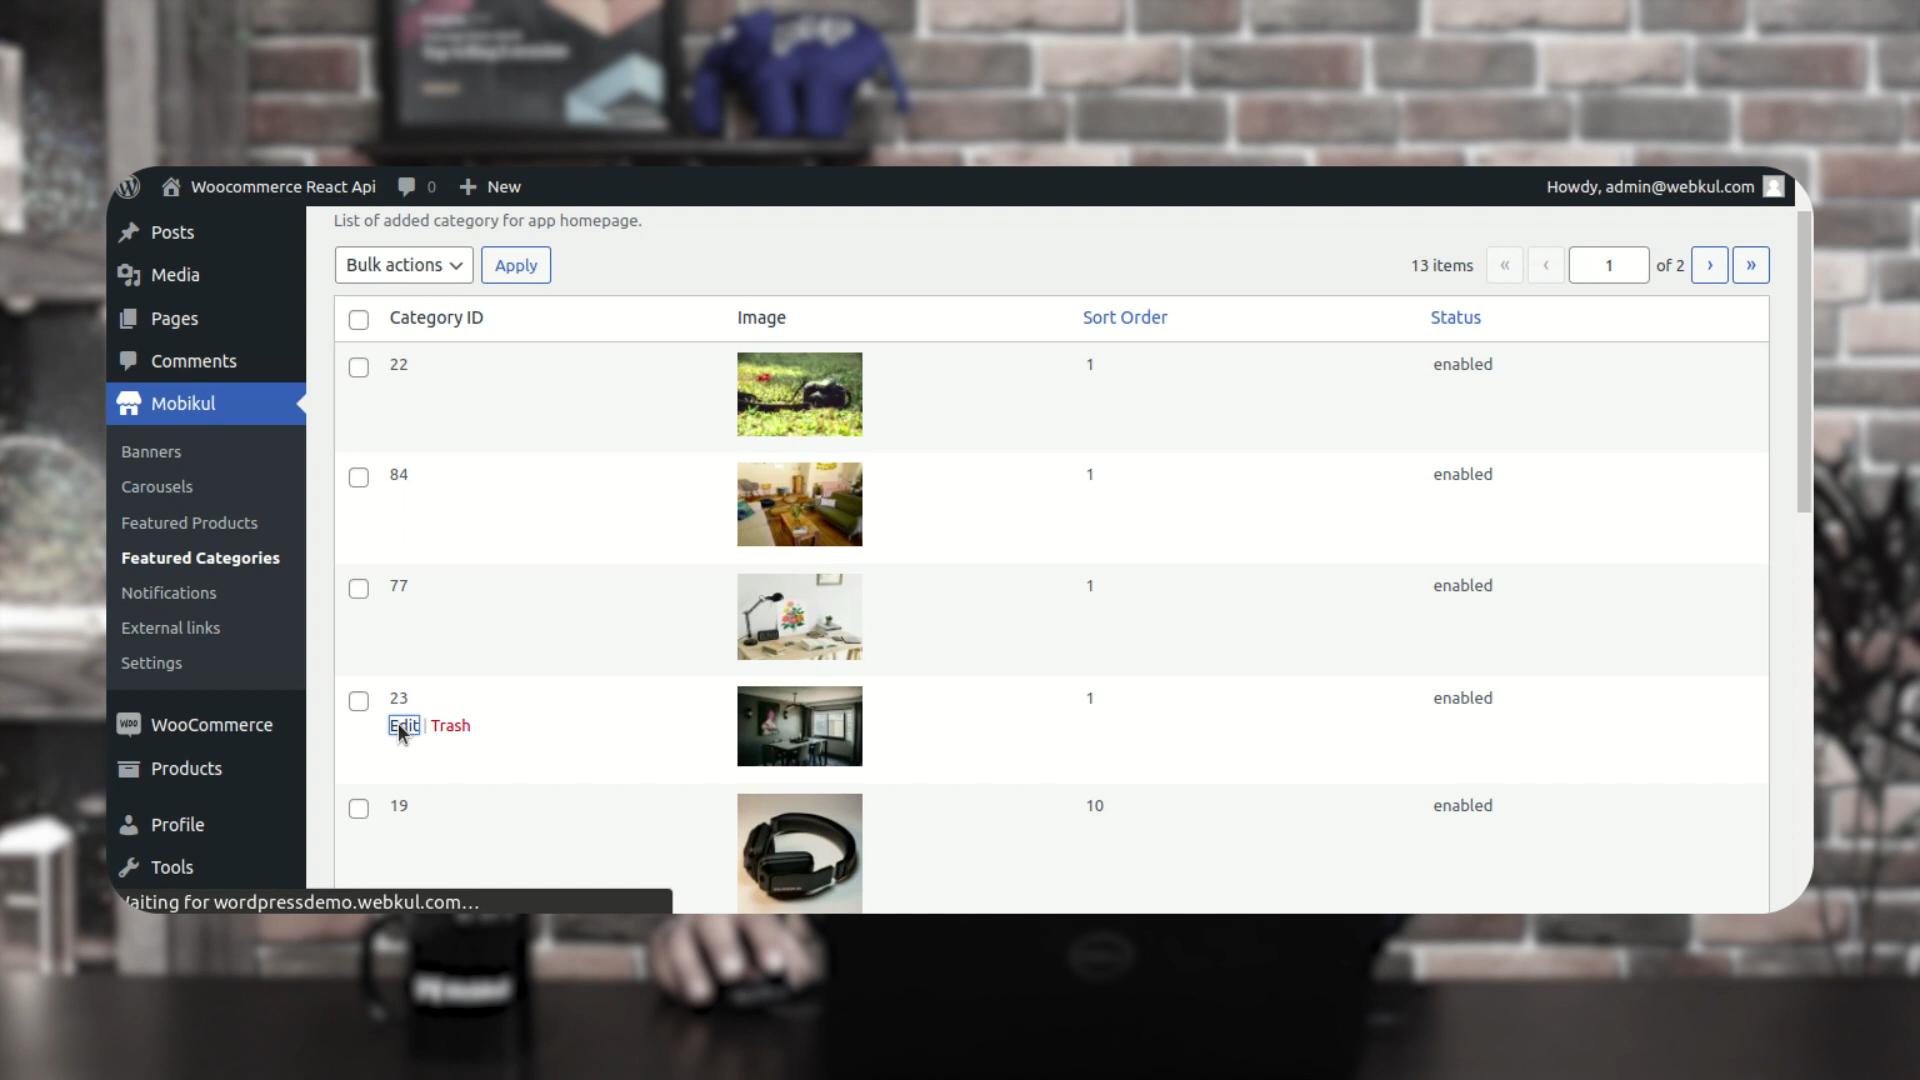 Woocommerce React Api 0 New Howdy, admin@webkul.com
Posts
Media
Pages
Comments
Mobikul
Banners
Carousels
Featured Products
Featured Categories
Notifications
External links
Settings
WooCommerce
Products
Profile
Tools
List of added category for app homepage.
Bulk actions Apply 13 items « ‹ 1 of 2 › »
Category ID Image Sort Order Status
22 1 enabled
84 1 enabled
77 1 enabled
23 1 enabled
Edit | Trash
19 10 enabled
aiting for wordpressdemo.webkul.com...